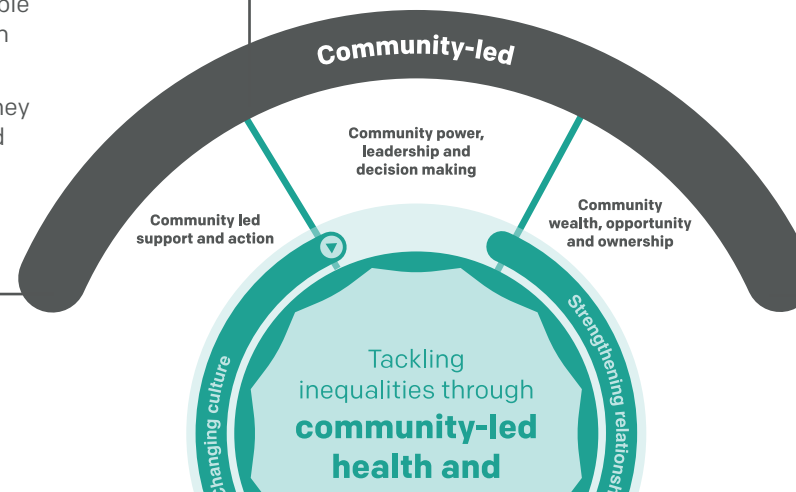 Community-led
Community power,
leadership and
decision making
Community led
support and action
Community
wealth, opportunity
and ownership
Changing culture
Strengthening
Tackling
inequalities through
community-led
health and